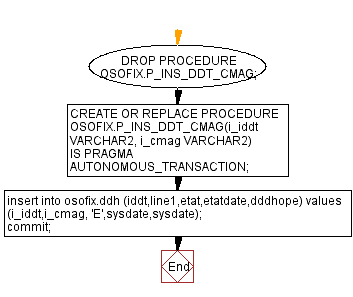 DROP PROCEDURE
OSOFIX.P_INS_DDT_CMAG;
CREATE OR REPLACE PROCEDURE
OSOFIX.P_INS_DDT_CMAG(i_iddt
VARCHAR2, i_cmag VARCHAR2)
IS PRAGMA
AUTONOMOUS_TRANSACTION;
insert into osofix.ddh (iddt,line1,etat,etatdate,dddhope) values
(i_iddt,i_cmag, 'E',sysdate,sysdate);
commit;
End